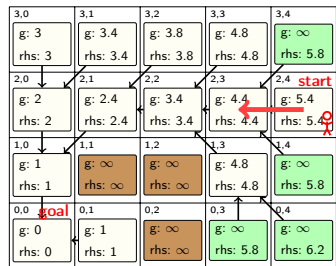 3,0 3,1 3,2 3,3 3,4
g: 3 g: 3.4 g: 3.8 g: 4.8 g: ∞
rhs: 3 rhs: 3.4 rhs: 3.8 rhs: 4.8 rhs: 5.8
2,0 2,1 2,2 2,3 2,4 start
g: 2 g: 2.4 g: 3.4 g: 4.4 g: 5.4
rhs: 2 rhs: 2.4 rhs: 3.4 rhs: 4.4 rhs: 5.4
1,0 1,1 1,2 1,3 1,4
g: 1 g: ∞ g: ∞ g: 4.8 g: ∞
rhs: 1 rhs: ∞ rhs: ∞ rhs: 4.8 rhs: 5.8
0,0 goal 0,1 0,2 0,3 0,4
g: 0 g: 1 g: ∞ g: ∞ g: ∞
rhs: 0 rhs: 1 rhs: ∞ rhs: 5.8 rhs: 6.2